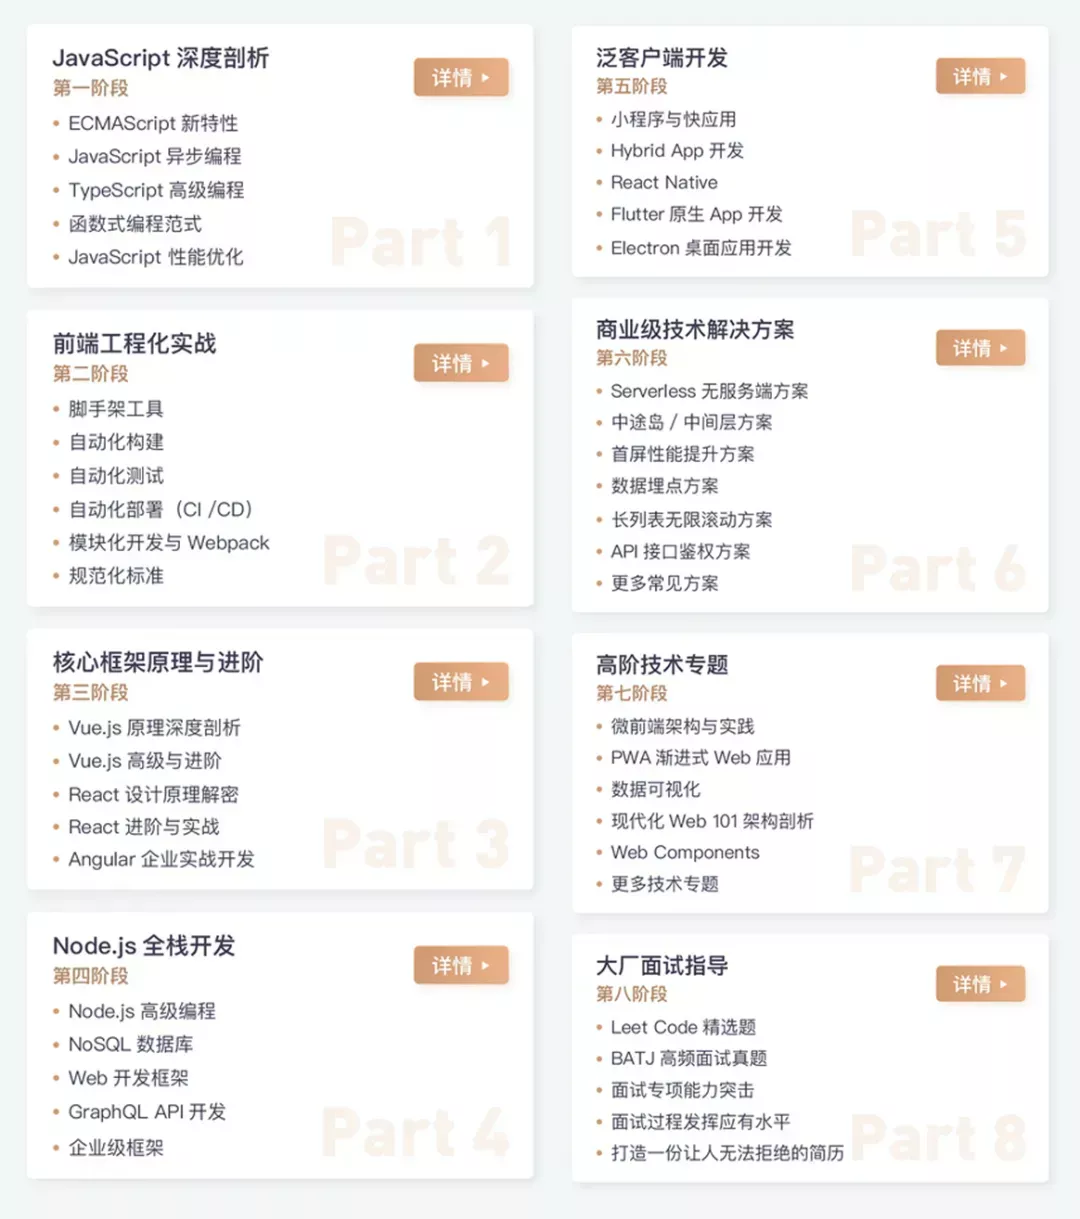 JavaScript 深度剖析
第一阶段
详情
ECMAScript 新特性
JavaScript 异步编程
TypeScript 高级编程
函数式编程范式
JavaScript 性能优化
Part 1
前端工程化实战
第二阶段
详情
脚手架工具
自动化构建
自动化测试
自动化部署（CI /CD）
模块化开发与 Webpack
规范化标准
Part 2
核心框架原理与进阶
第三阶段
详情
Vue.js 原理深度剖析
Vue.js 高级与进阶
React 设计原理解密
React 进阶与实战
Angular 企业实战开发
Part 3
Node.js 全栈开发
第四阶段
详情
Node.js 高级编程
NoSQL 数据库
Web 开发框架
GraphQL API 开发
企业级框架
Part 4
泛客户端开发
第五阶段
详情
小程序与快应用
Hybrid App 开发
React Native
Flutter 原生 App 开发
Electron 桌面应用开发
Part 5
商业级技术解决方案
第六阶段
详情
Serverless 无服务端方案
中途岛 / 中间层方案
首屏性能提升方案
数据埋点方案
长列表无限滚动方案
API 接口鉴权方案
更多常见方案
Part 6
高阶技术专题
第七阶段
详情
微前端架构与实践
PWA 渐进式 Web 应用
数据可视化
现代化 Web 101 架构剖析
Web Components
更多技术专题
Part 7
大厂面试指导
第八阶段
详情
Leet Code 精选题
BATJ 高频面试真题
面试专项能力突击
面试过程发挥应有水平
打造一份让人无法拒绝的简历
Part 8